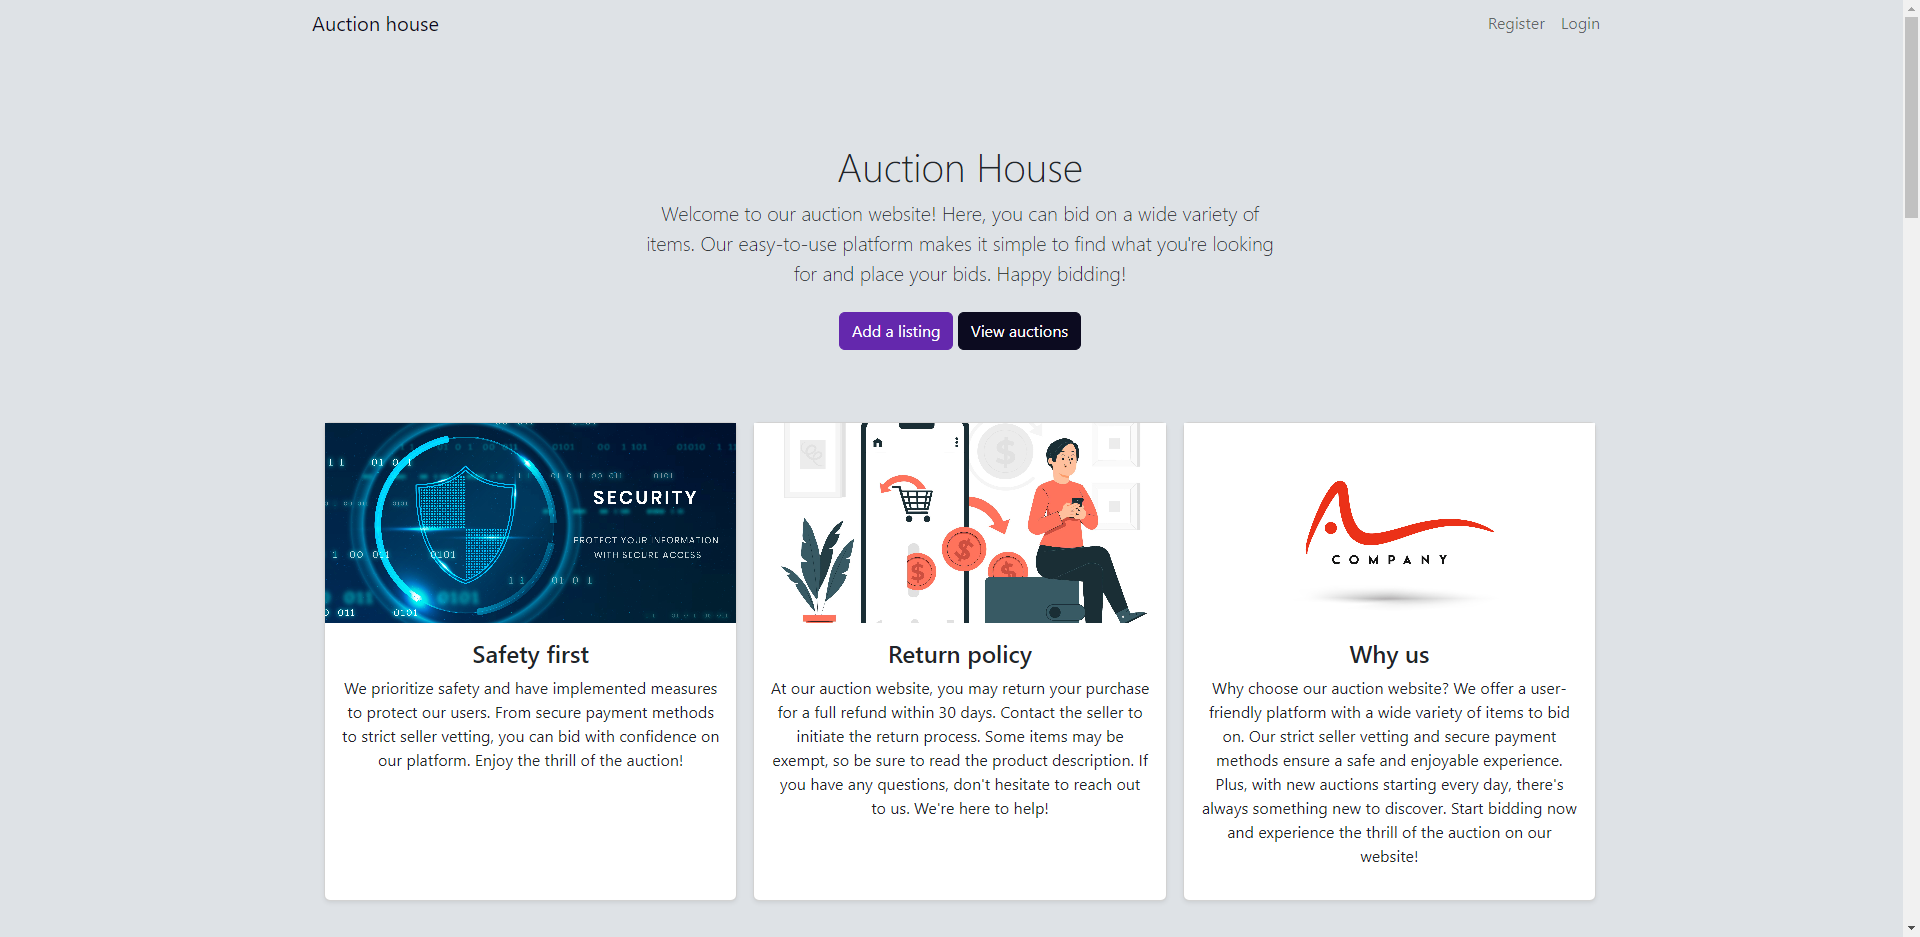 Auction house
Register Login
Auction House
Welcome to our auction website! Here, you can bid on a wide variety of
items. Our easy-to-use platform makes it simple to find what you're looking
for and place your bids. Happy bidding!
Add a listing View auctions
SECURITY
PROTECT YOUR INFORMATION
WITH SECURE ACCESS
COMPANY
Safety first
We prioritize safety and have implemented measures
to protect our users. From secure payment methods
to strict seller vetting, you can bid with confidence on
our platform. Enjoy the thrill of the auction!
Return policy
At our auction website, you may return your purchase
for a full refund within 30 days. Contact the seller to
initiate the return process. Some items may be
exempt, so be sure to read the product description. If
you have any questions, don't hesitate to reach out
to us. We're here to help!
Why us
Why choose our auction website? We offer a user-
friendly platform with a wide variety of items to bid
on. Our strict seller vetting and secure payment
methods ensure a safe and enjoyable experience.
Plus, with new auctions starting every day, there's
always something new to discover. Start bidding now
and experience the thrill of the auction on our
website!